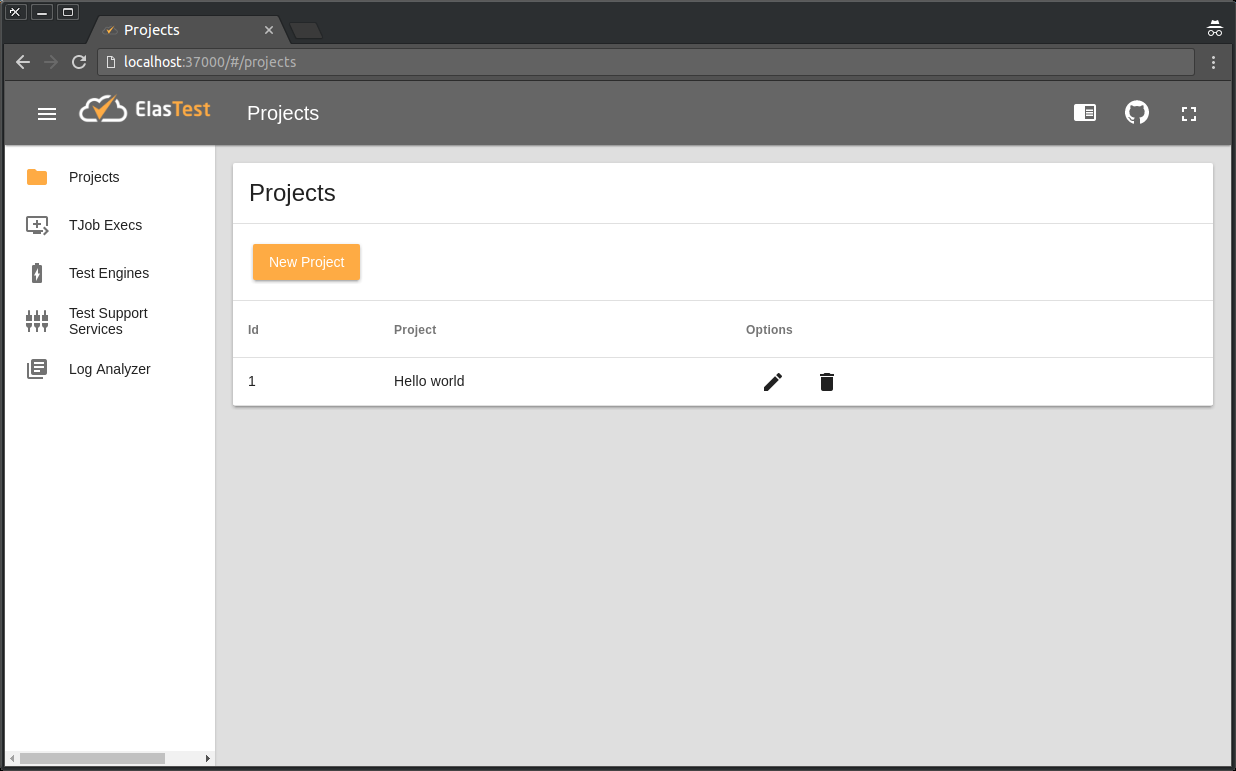 Projects
localhost:37000/#/projects
ElasTest
Projects
Projects
TJob Execs
Test Engines
Test Support
Services
Log Analyzer
Projects
New Project
Id Project Options
1 Hello world